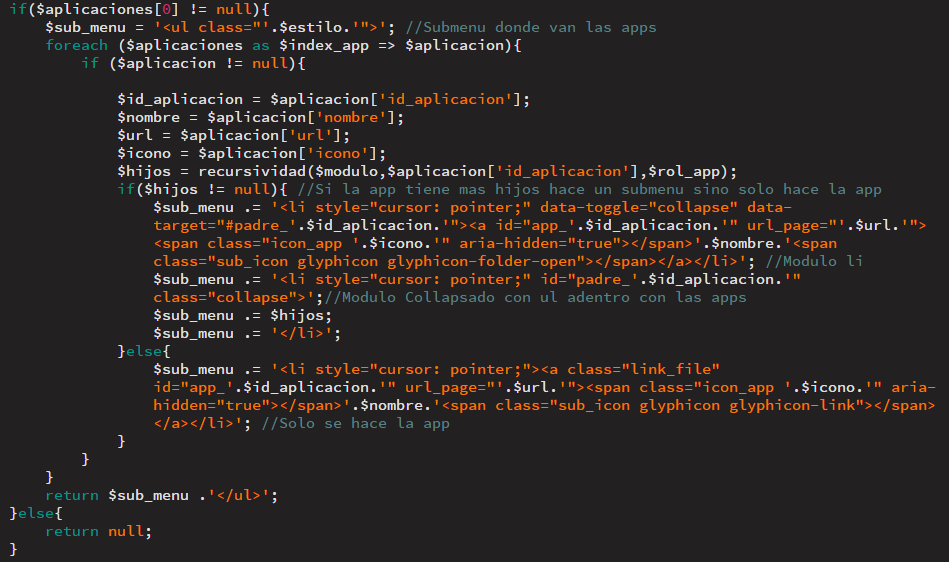 if($aplicaciones[0] != null){
$sub_menu = '<ul class="'.$estilo.'">'; //Submenu donde van las apps
foreach ($aplicaciones as $index_app => $aplicacion){
if ($aplicacion != null){
$id_aplicacion = $aplicacion['id_aplicacion'];
$nombre = $aplicacion['nombre'];
$url = $aplicacion['url'];
$icono = $aplicacion['icono'];
$hijos = recursividad($modulo,$aplicacion['id_aplicacion'],$rol_app);
if($hijos != null){ //Si la app tiene mas hijos hace un submenu sino solo hace la app
$sub_menu .= '<li style="cursor: pointer;" data-toggle="collapse" data-
target="#padre_'.$id_aplicacion.'"><a id="app_'.$id_aplicacion.'" url_page="'.$url.'">
<span class="icon_app '.$icono.'" aria-hidden="true"></span>'.$nombre.'<span
class="sub_icon glyphicon glyphicon-folder-open"></span></a></li>'; //Modulo li
$sub_menu .= '<li style="cursor: pointer;" id="padre_'.$id_aplicacion.'"
class="collapse">';//Modulo Collapsado con ul adentro con las apps
$sub_menu .= $hijos;
$sub_menu .= '</li>';
}else{
$sub_menu .= '<li style="cursor: pointer;"><a class="link_file"
id="app_'.$id_aplicacion.'" url_page="'.$url.'"><span class="icon_app '.$icono.'" aria-
hidden="true"></span>'.$nombre.'<span class="sub_icon glyphicon glyphicon-link"></span>
</a></li>'; //Solo se hace la app
}
}
}
return $sub_menu .'</ul>';
}else{
return null;
}